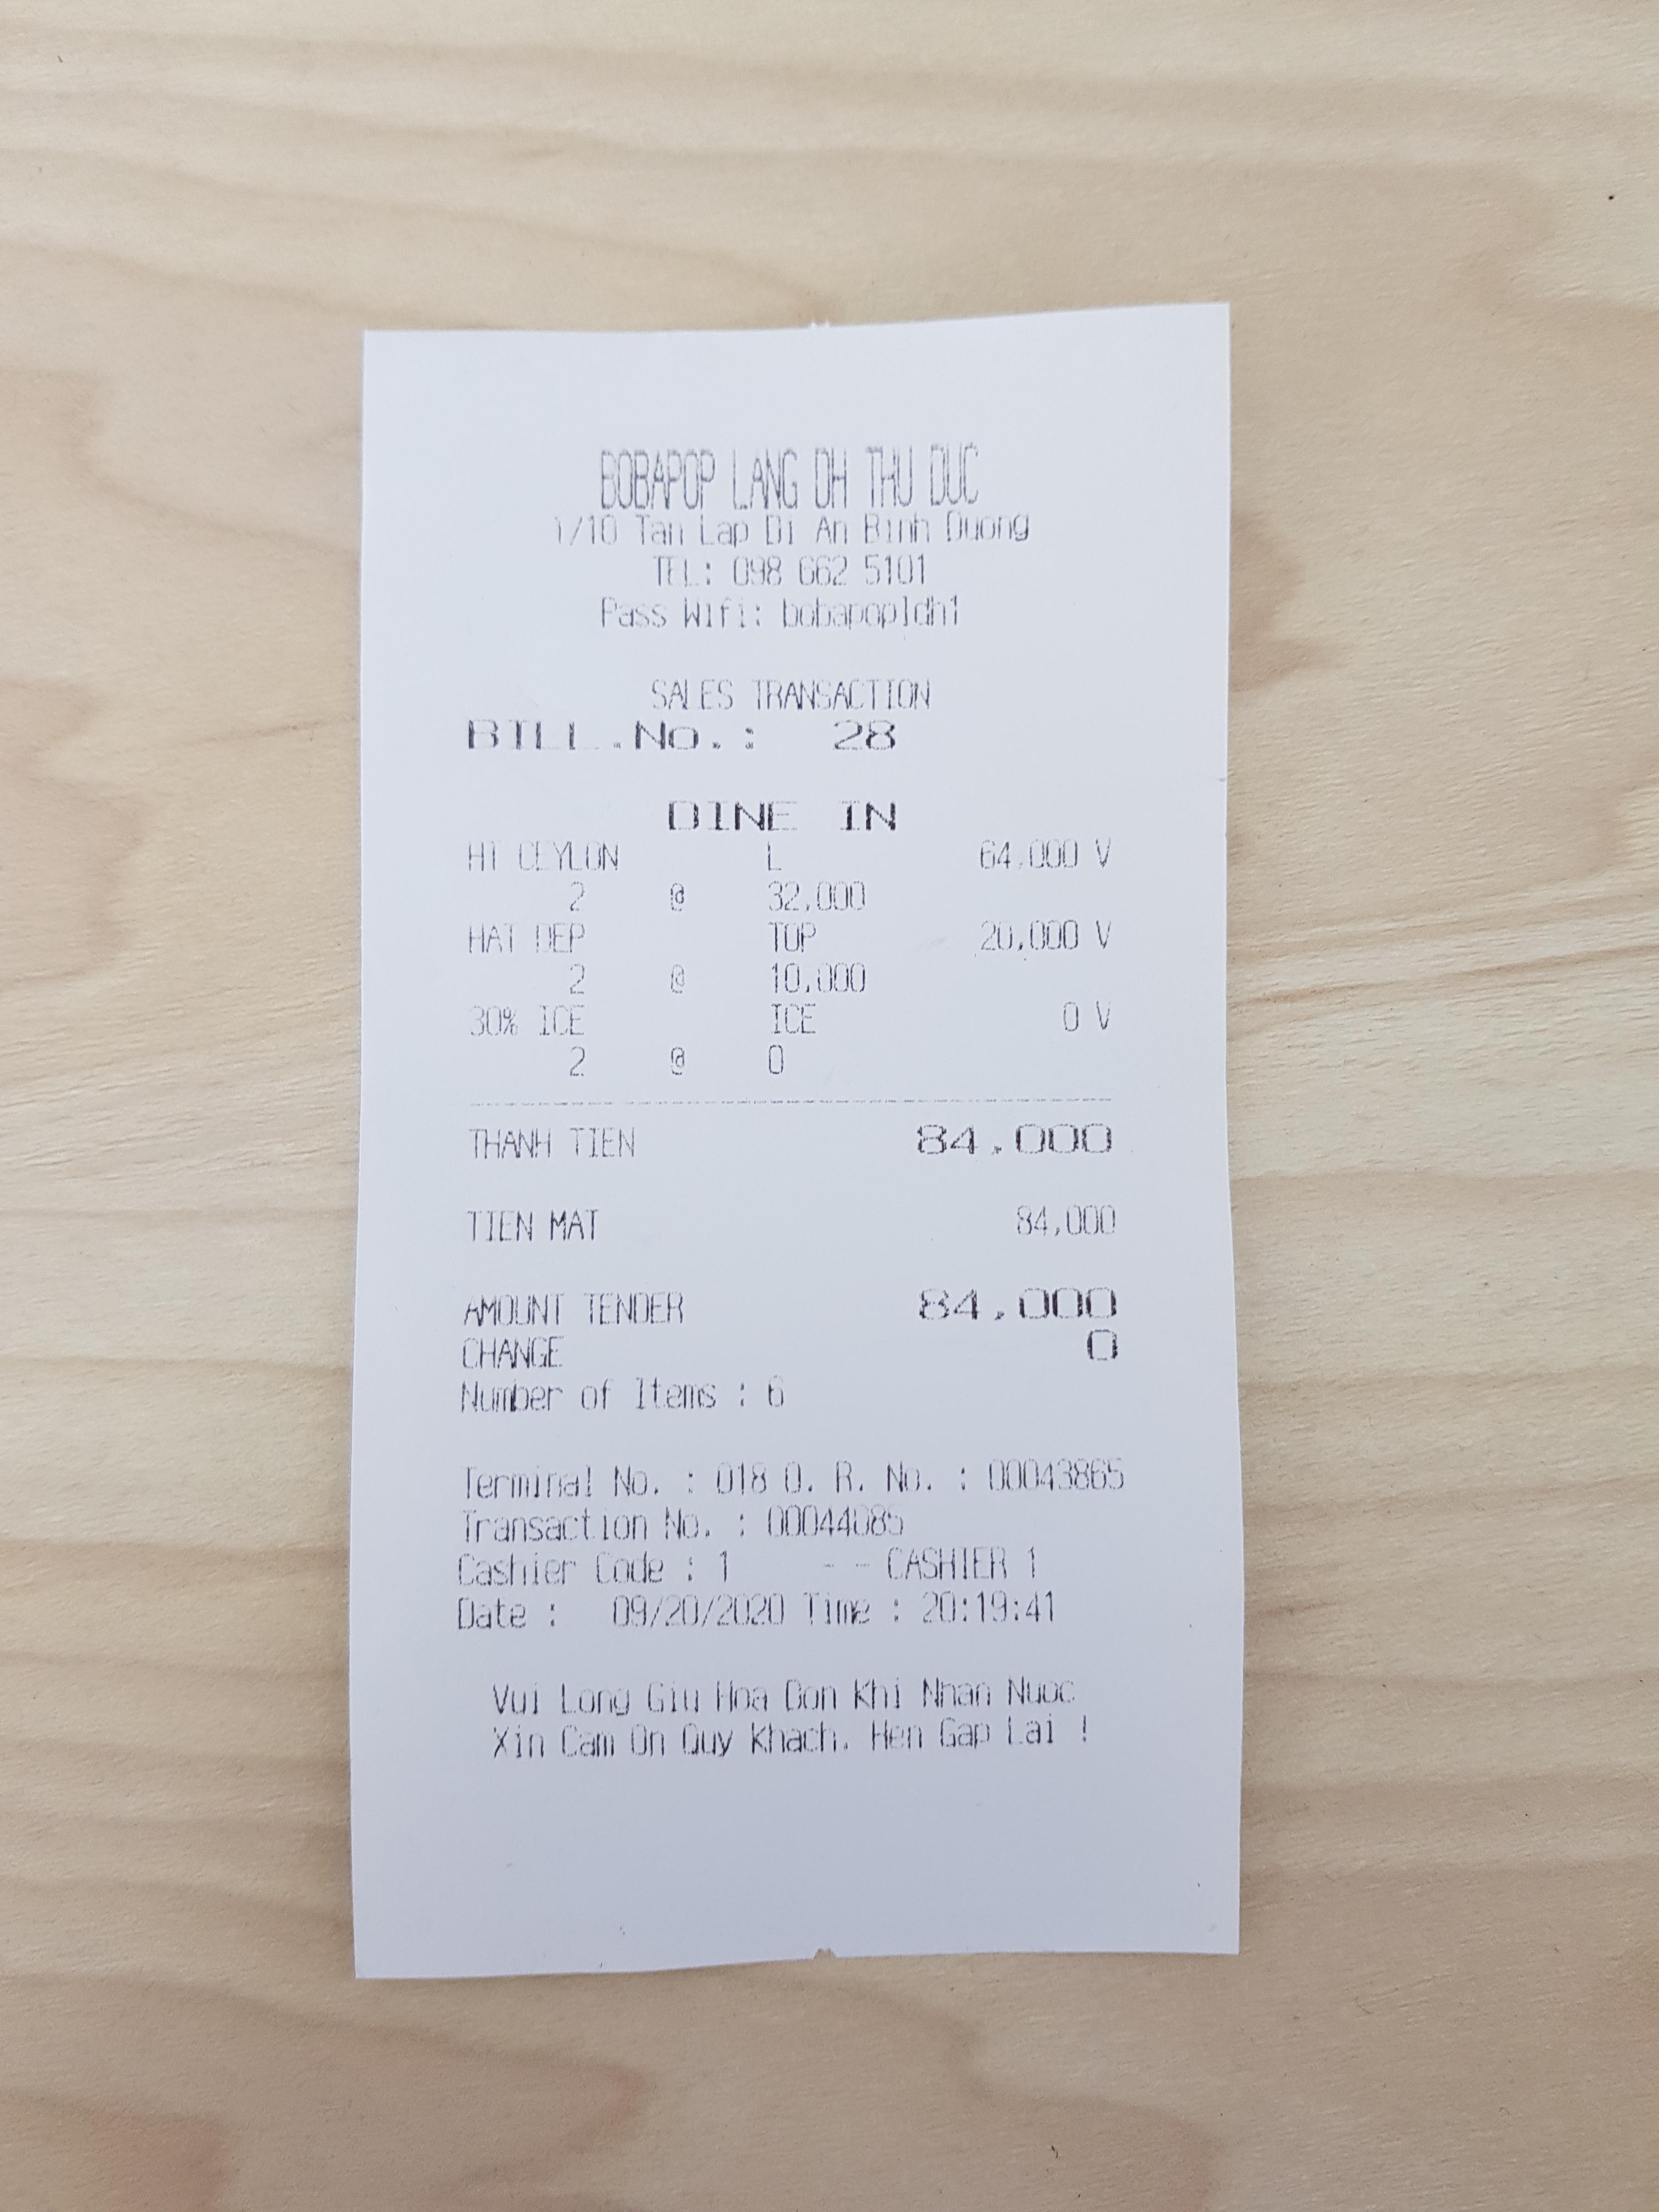 BOBAPOP LANG DH THU DUC
1/10 Tan Lap Di An Binh Duong
TEL: 098 662 5101
Pass Wifi: bobapopldh1
SALES TRANSACTION
BILL.No.: 28
DINE IN
HT CEYLON L 64,000 V
2 @ 32,000
HAT DEP TOP 20,000 V
2 @ 10,000
30% ICE ICE 0 V
2 @ 0
THANH TIEN 84,000
TIEN MAT 84,000
AMOUNT TENDER 84,000
CHANGE 0
Number of Items : 6
Terminal No. : 018 O. R. No. : 00043865
Transaction No. : 00044085
Cashier Code : 1 - - CASHIER 1
Date : 09/20/2020 Time : 20:19:41
Vui Long Giu Hoa Don Khi Nhan Nuoc
Xin Cam On Quy Khach. Hen Gap Lai !